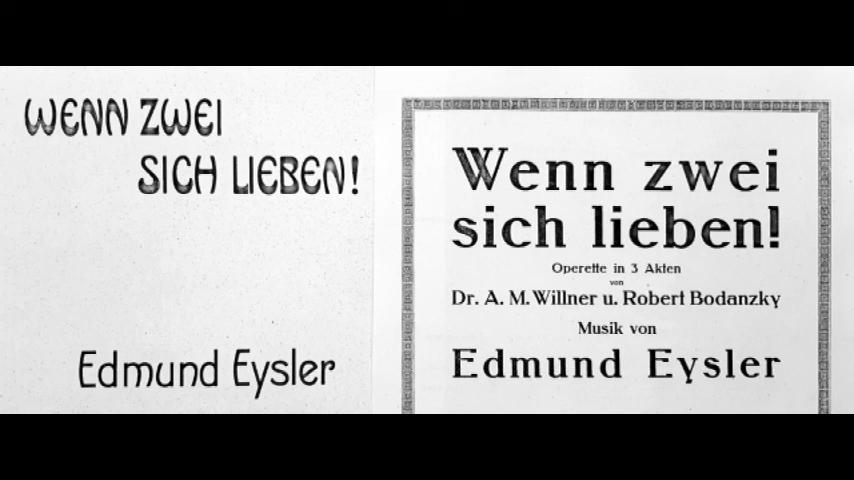 WENN ZWEI
SICH LIEBEN!
Edmund Eysler
Wenn zwei
sich lieben!
Operette in 3 Akten
von
Dr. A. M. Willner u. Robert Bodanzky
Musik von
Edmund Eysler